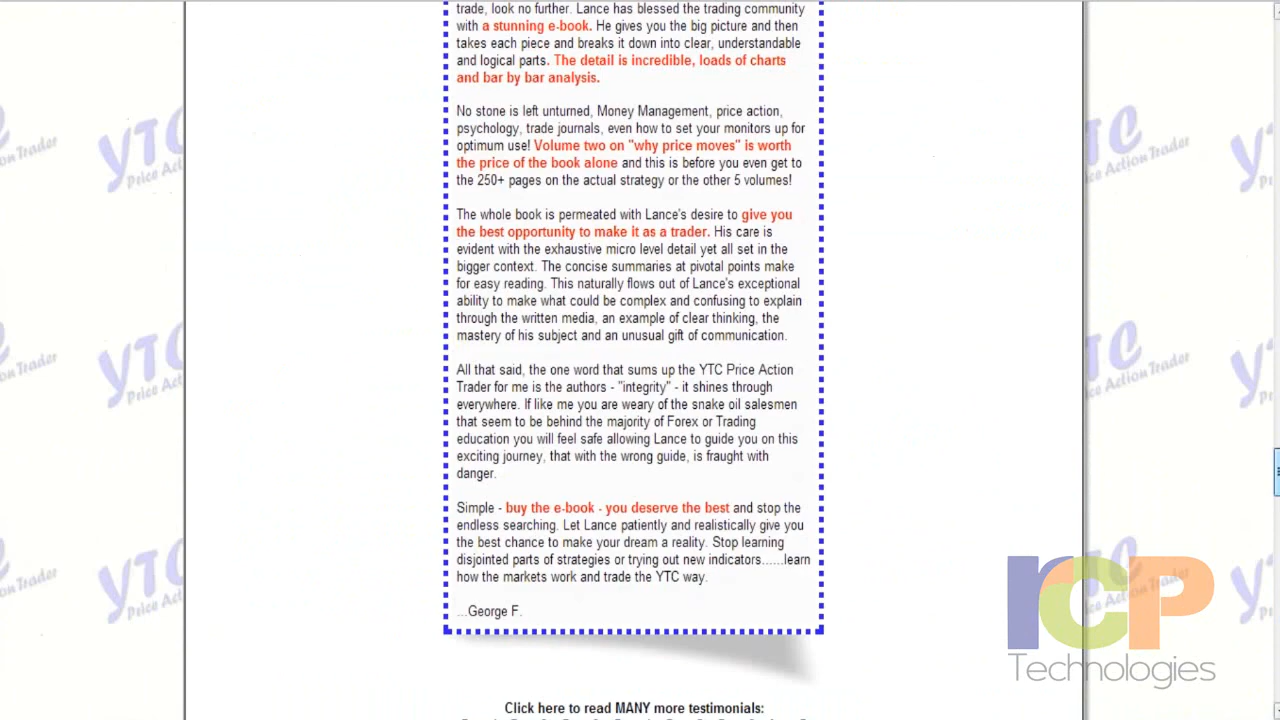 trade, look no further. Lance has blessed the trading community
with a stunning e-book. He gives you the big picture and then
takes each piece and breaks it down into clear, understandable
and logical parts. The detail is incredible, loads of charts
and bar by bar analysis.
No stone is left unturned, Money Management, price action,
psychology, trade journals, even how to set your monitors up for
optimum use! Volume two on "why price moves" is worth
the price of the book alone and this is before you even get to
the 250+ pages on the actual strategy or the other 5 volumes!
The whole book is permeated with Lance's desire to give you
the best opportunity to make it as a trader. His care is
evident with the exhaustive micro level detail yet all set in the
bigger context. The concise summaries at pivotal points make
for easy reading. This naturally flows out of Lance's exceptional
ability to make what could be complex and confusing to explain
through the written media, an example of clear thinking, the
mastery of his subject and an unusual gift of communication.
All that said, the one word that sums up the YTC Price Action
Trader for me is the authors - "integrity" - it shines through
everywhere. If like me you are weary of the snake oil salesmen
that seem to be behind the majority of Forex or Trading
education you will feel safe allowing Lance to guide you on this
exciting journey, that with the wrong guide, is fraught with
danger.
Simple - buy the e-book - you deserve the best and stop the
endless searching. Let Lance patiently and realistically give you
the best chance to make your dream a reality. Stop learning
disjointed parts of strategies or trying out new indicators......learn
how the markets work and trade the YTC way.
...George F.
Click here to read MANY more testimonials:
YTC
Price Action Trader
rCP
Technologies